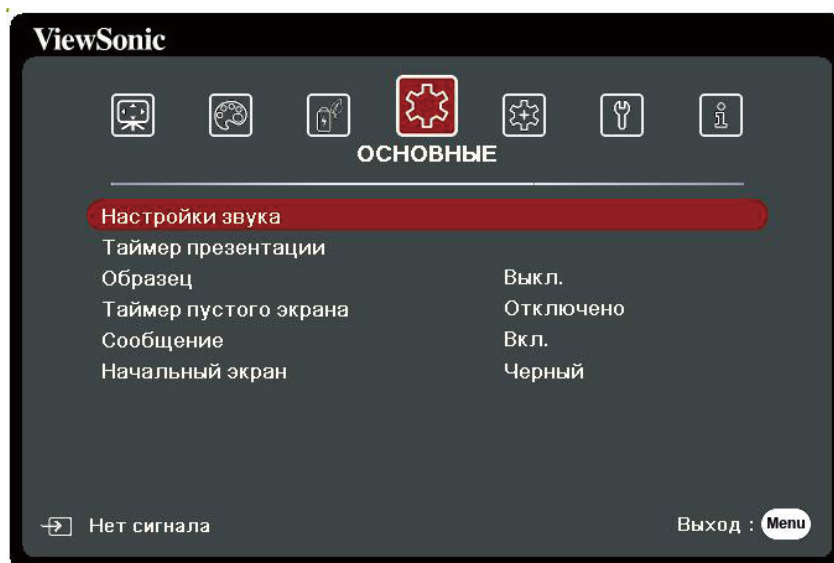 ViewSonic
ОСНОВНЫЕ
Настройки звука
Таймер презентации
Образец Выкл.
Таймер пустого экрана Отключено
Сообщение Вкл.
Начальный экран Черный
Нет сигнала Выход : Menu